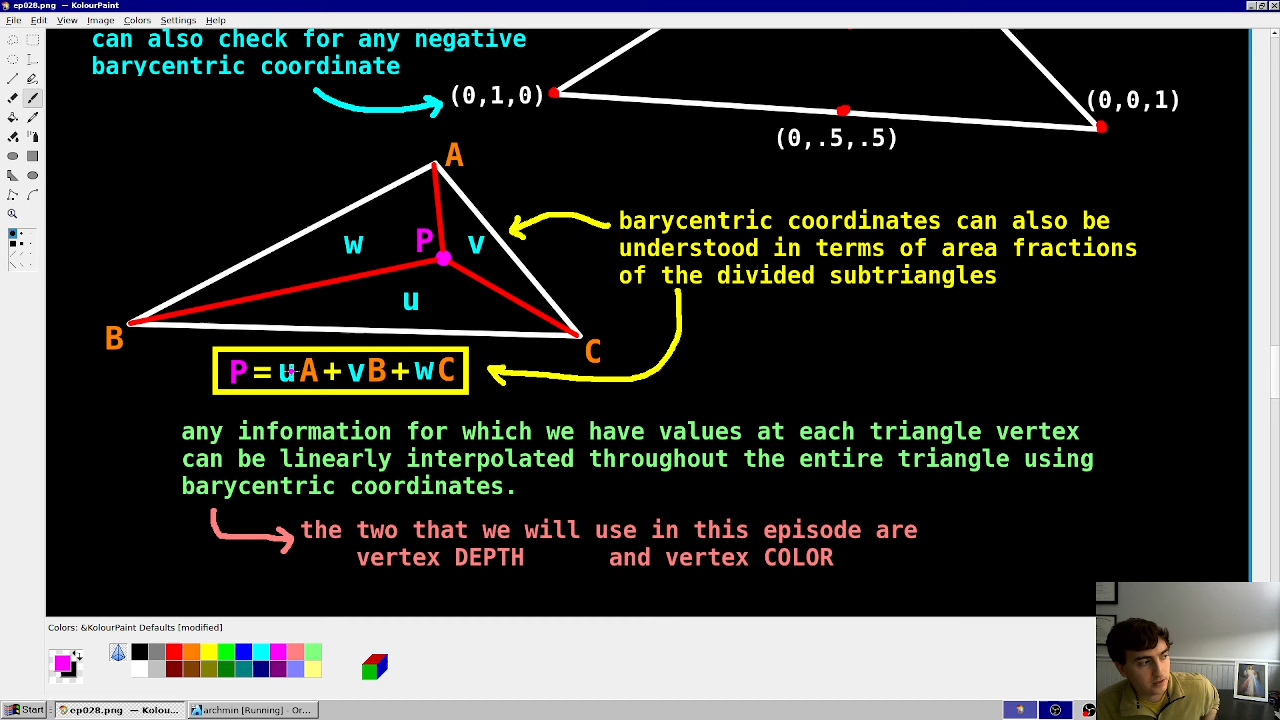 ep028.png - KolourPaint
File Edit View Image Colors Settings Help
can also check for any negative
barycentric coordinate
(0,1,0)
(0,0,1)
(0,.5,.5)
A
w P v
u
B
C
barycentric coordinates can also be
understood in terms of area fractions
of the divided subtriangles
P=uA+vB+wC
any information for which we have values at each triangle vertex
can be linearly interpolated throughout the entire triangle using
barycentric coordinates.
the two that we will use in this episode are
vertex DEPTH and vertex COLOR
Colors: &KolourPaint Defaults [modified]
Start
ep028.png — Kolou...
archmin [Running] - Or...